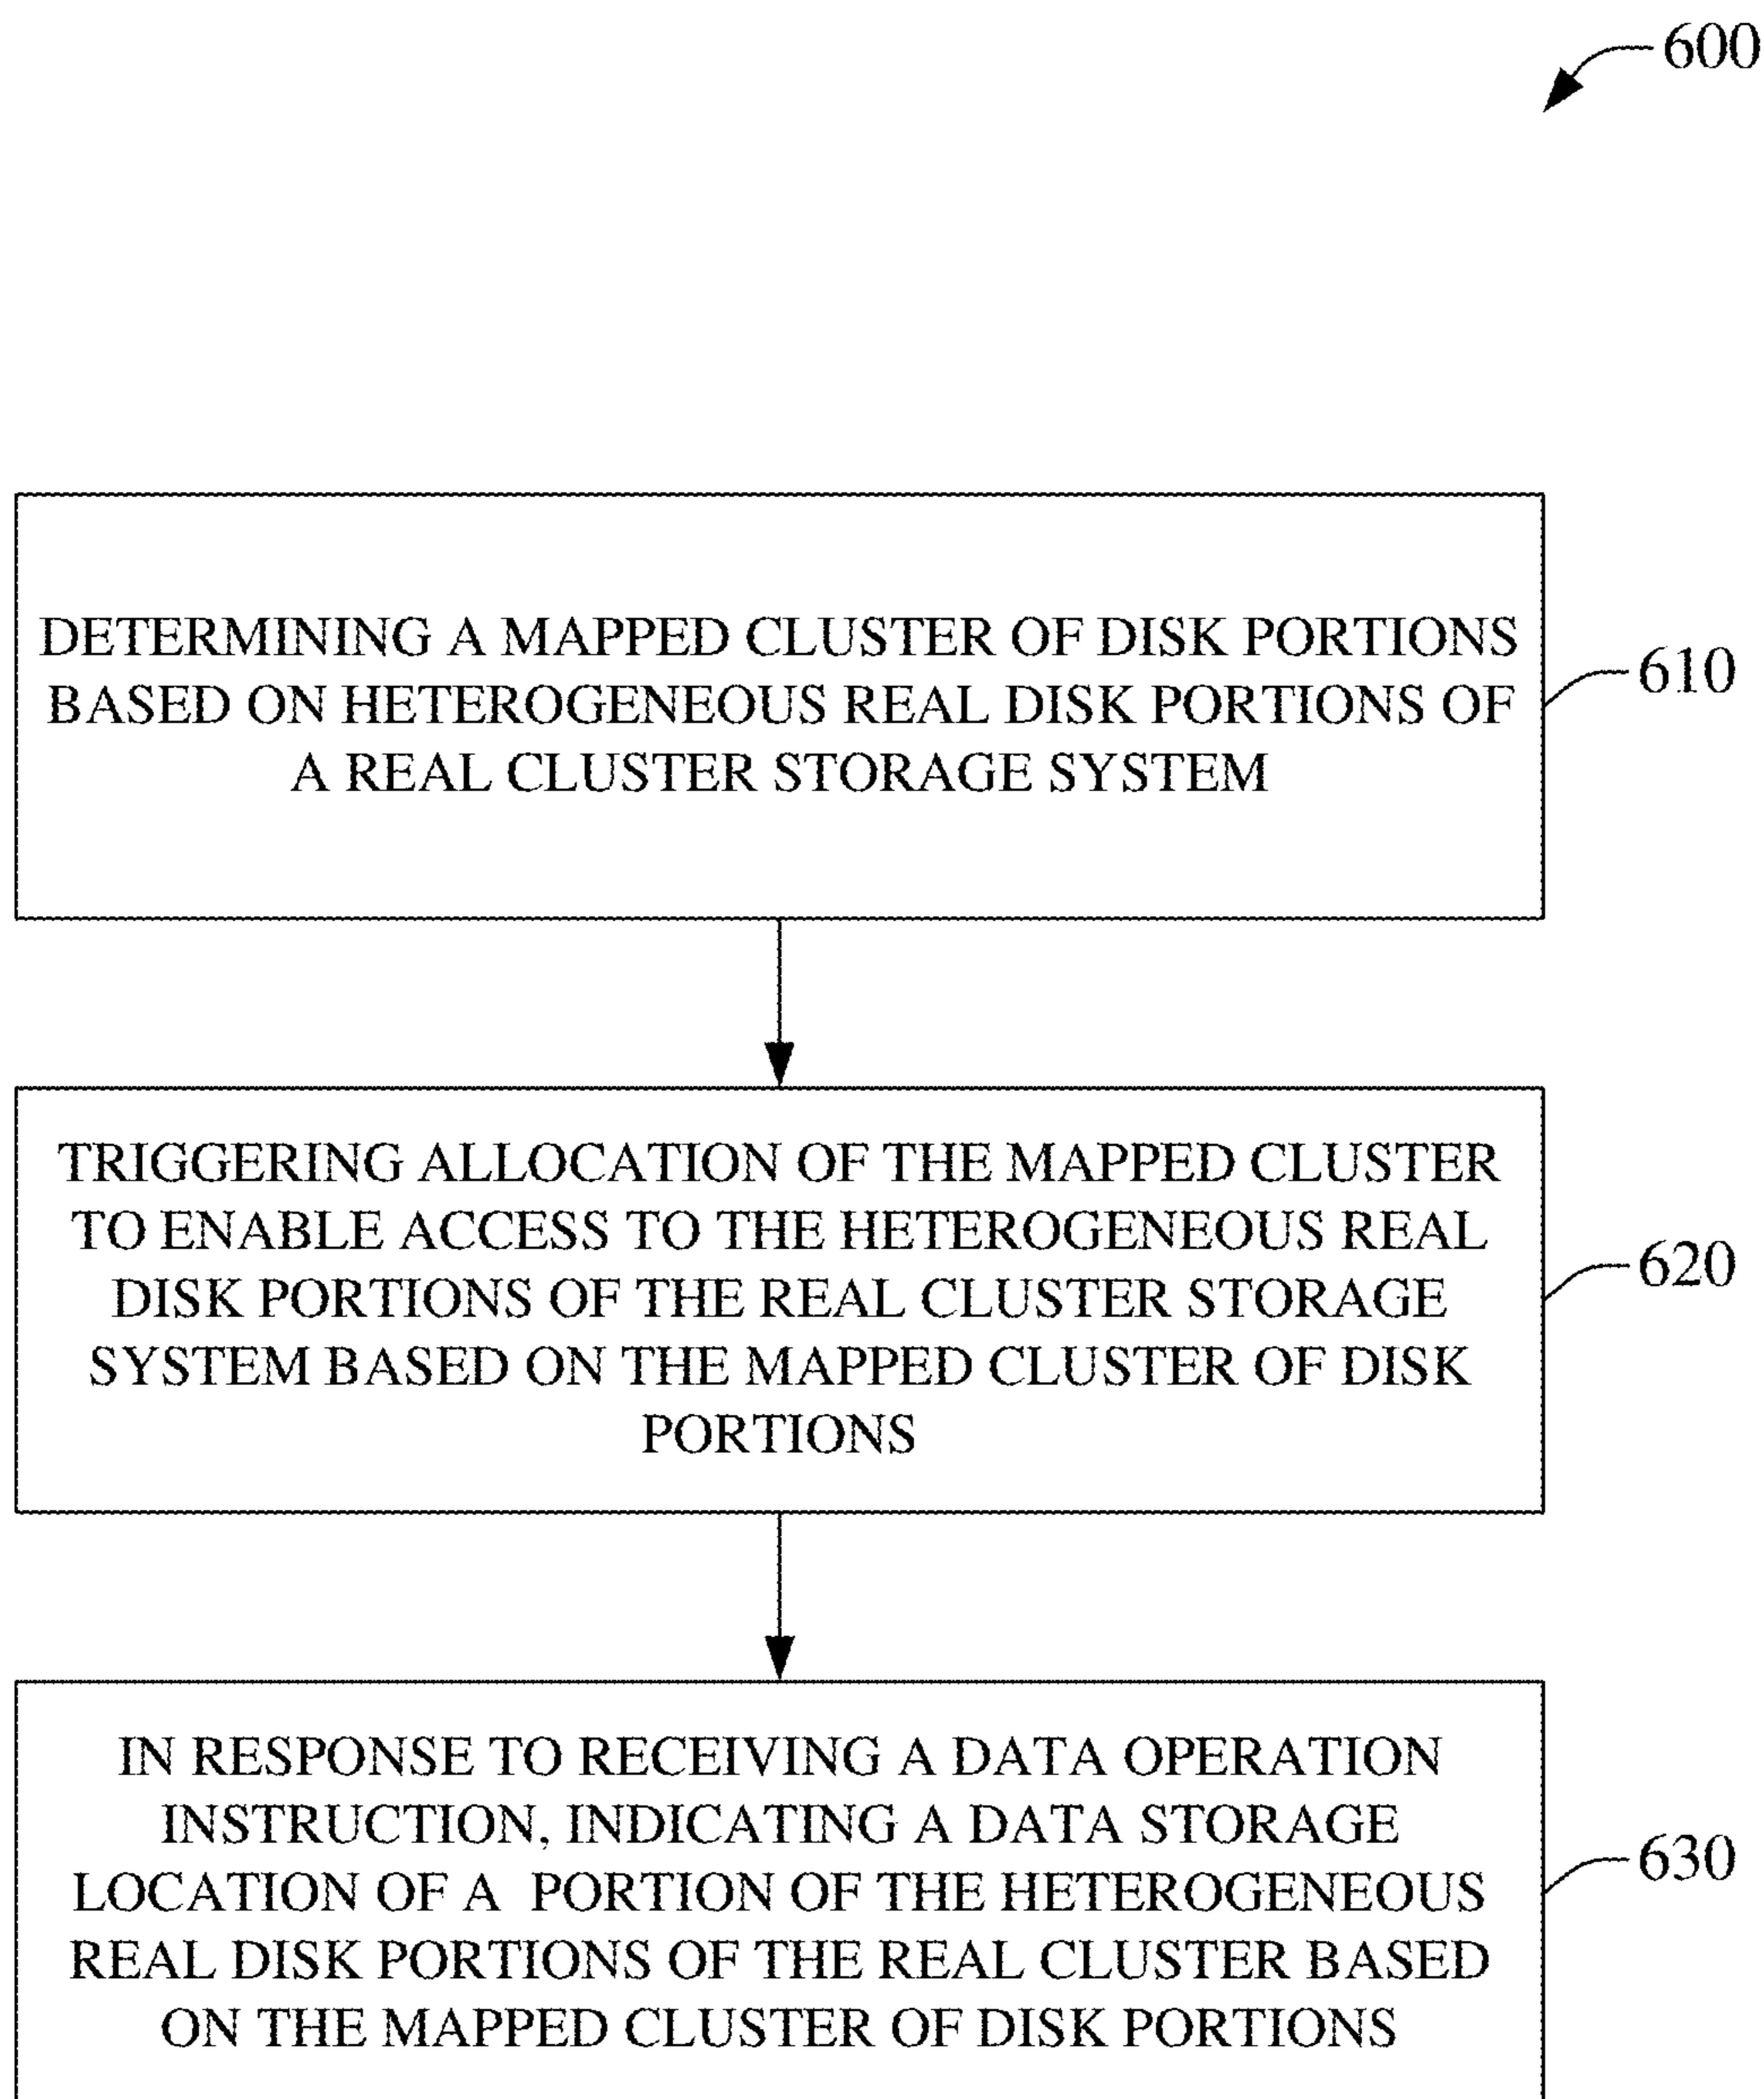 600
DETERMINING A MAPPED CLUSTER OF DISK PORTIONS
BASED ON HETEROGENEOUS REAL DISK PORTIONS OF
A REAL CLUSTER STORAGE SYSTEM
610
TRIGGERING ALLOCATION OF THE MAPPED CLUSTER
TO ENABLE ACCESS TO THE HETEROGENEOUS REAL
DISK PORTIONS OF THE REAL CLUSTER STORAGE
SYSTEM BASED ON THE MAPPED CLUSTER OF DISK
PORTIONS
620
IN RESPONSE TO RECEIVING A DATA OPERATION
INSTRUCTION, INDICATING A DATA STORAGE
LOCATION OF A PORTION OF THE HETEROGENEOUS
REAL DISK PORTIONS OF THE REAL CLUSTER BASED
ON THE MAPPED CLUSTER OF DISK PORTIONS
630